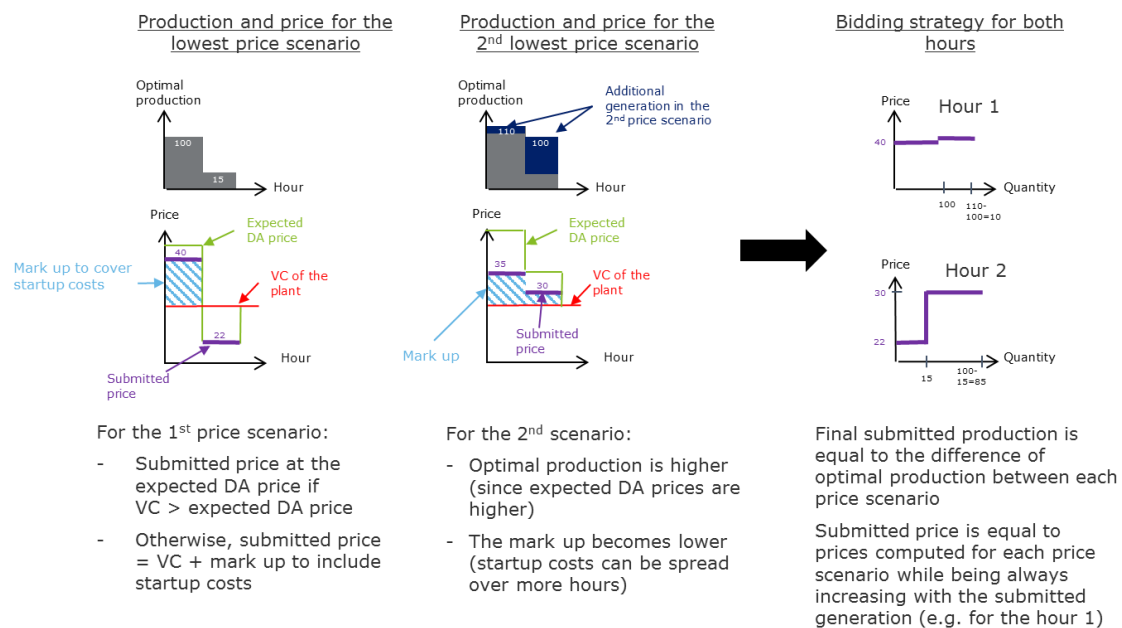 Production and price for the
lowest price scenario
Optimal
production
100
15
Hour
Price
Expected
DA price
40
Mark up to cover
startup costs
VC of the
plant
22
Hour
Submitted
price
For the 1st price scenario:
- Submitted price at the
expected DA price if
VC > expected DA price
- Otherwise, submitted price
= VC + mark up to include
startup costs
Production and price for the
2nd lowest price scenario
Optimal
production
Additional
generation in the
2nd price scenario
110
100
Hour
Price
Expected
DA price
35
30
VC of the
plant
Mark up
Submitted
price
Hour
For the 2nd scenario:
- Optimal production is higher
(since expected DA prices are
higher)
- The mark up becomes lower
(startup costs can be spread
over more hours)
Bidding strategy for both
hours
Price
Hour 1
40
Quantity
100
110-
100=10
Price
Hour 2
30
22
Quantity
15
100-
15=85
Final submitted production is
equal to the difference of
optimal production between each
price scenario
Submitted price is equal to
prices computed for each price
scenario while being always
increasing with the submitted
generation (e.g. for the hour 1)